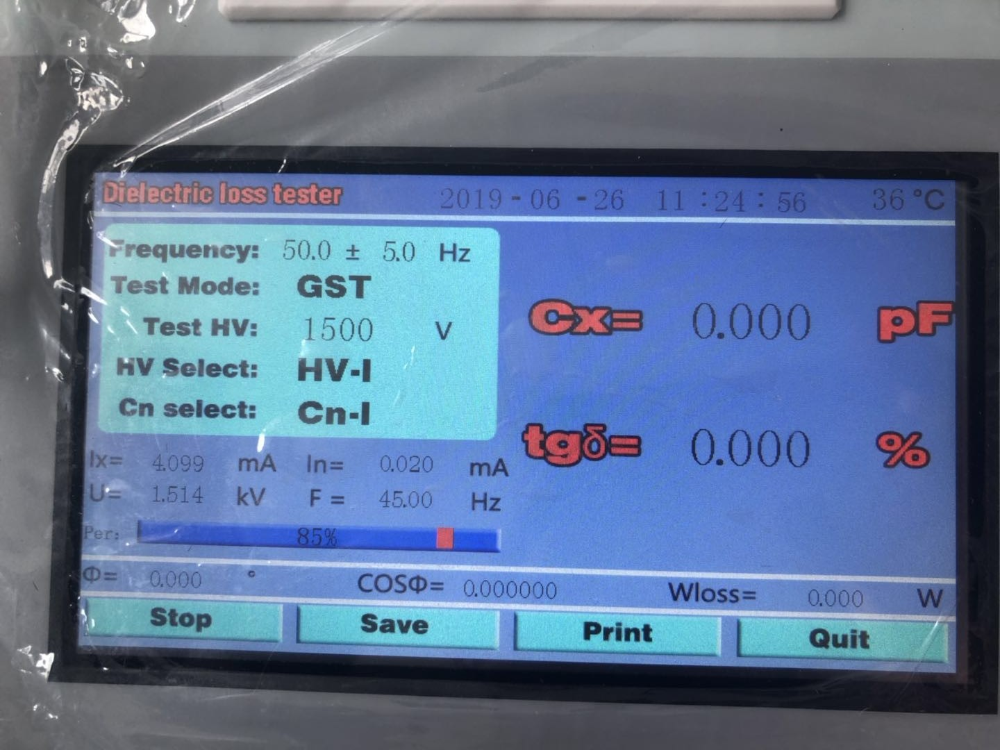 Dielectric loss tester 2019-06-26 11:24:56 36°C
Frequency: 50.0 ± 5.0 Hz
Test Mode: GST
Test HV: 1500 V
HV Select: HV-I
Cn select: Cn-I
Cx= 0.000 pF
tgδ= 0.000 %
Ix= 4.099 mA In= 0.020 mA
U= 1.514 kV F = 45.00 Hz
Per: 85%
Φ= 0.000 ° COSΦ= 0.000000 Wloss= 0.000 W
Stop Save Print Quit